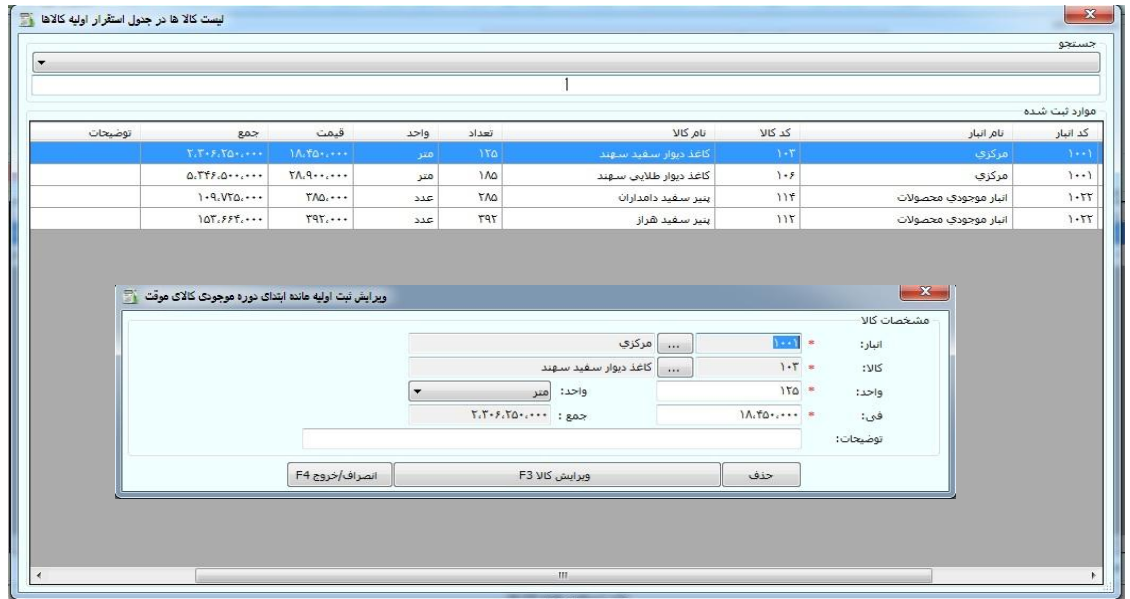 لیست کالا ها در جدول استقرار اولیه کالاها
جستجو
1
موارد ثبت شده
کد انبار نام انبار کد کالا نام کالا تعداد واحد قیمت جمع توضیحات
۱۰۰۱ مرکزي ۱۰۳ کاغذ دیوار سفید سهند ۱۲۵ متر ۱۸،۴۵۰،۰۰۰ ۲،۳۰۶،۲۵۰،۰۰۰
۱۰۰۱ مرکزي ۱۰۶ کاغذ دیوار طلایی سهند ۱۸۵ متر ۲۸،۹۰۰،۰۰۰ ۵،۳۴۶،۵۰۰،۰۰۰
۱۰۲۲ انبار موجودي محصولات ۱۱۴ پنیر سفید دامداران ۲۸۵ عدد ۳۸۵،۰۰۰ ۱۰۹،۷۲۵،۰۰۰
۱۰۲۲ انبار موجودي محصولات ۱۱۲ پنیر سفید هراز ۳۹۲ عدد ۳۹۲،۰۰۰ ۱۵۳،۶۶۴،۰۰۰
ویرایش ثبت اولیه مانده ابتدای دوره موجودی کالای موقت
مشخصات کالا
انبار: * ۱۰۰۱ ... مرکزي
کالا: * ۱۰۳ ... کاغذ دیوار سفید سهند
واحد: * ۱۲۵ واحد: متر
فی: * ۱۸،۴۵۰،۰۰۰ جمع : ۲،۳۰۶،۲۵۰،۰۰۰
توضیحات:
حذف ویرایش کالا F3 انصراف/خروج F4